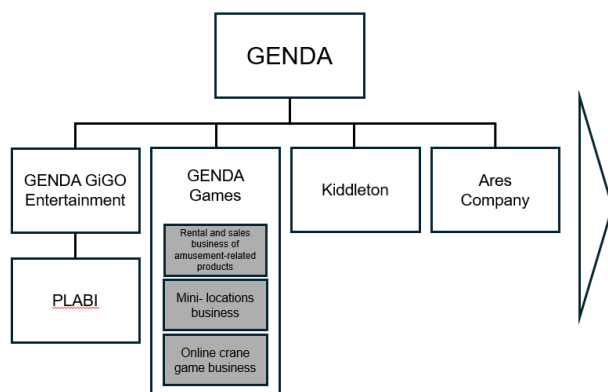 GENDA
GENDA GiGO
Entertainment
GENDA
Games
Kiddleton
Ares
Company
Rental and sales
business of
amusement-related
products
PLABI
Mini- locations
business
Online crane
game business